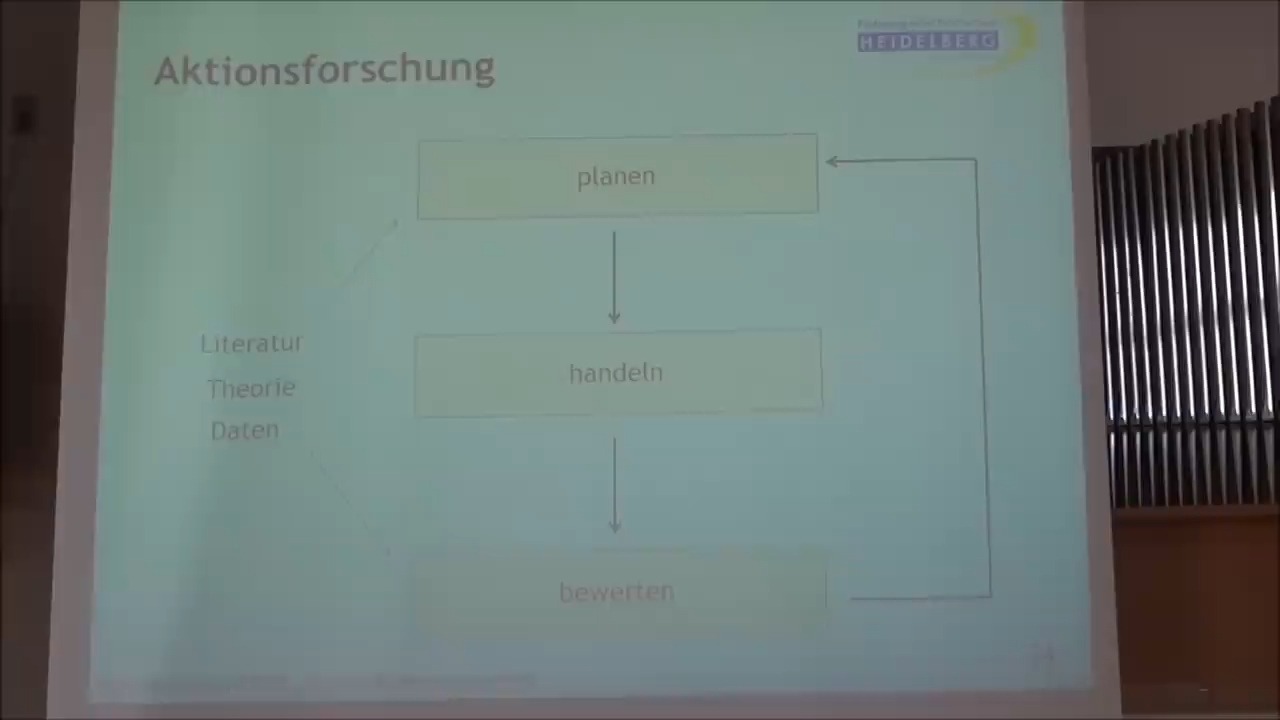 Aktionsforschung
HEIDELBERG
planen
handeln
Literatur
Theorie
Daten
bewerten